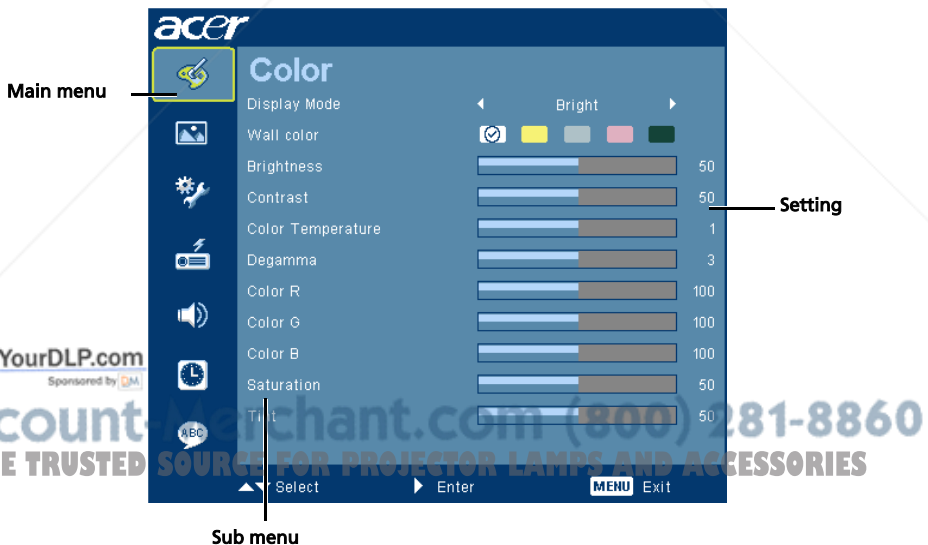 acer
Color
Main menu
Display Mode Bright
Wall color
Brightness 50
Contrast 50
Setting
Color Temperature 1
Degamma 3
Color R 100
Color G 100
Color B 100
YourDLP.com
Sponsored by DM
Saturation 50
Tint 50
count-Merchant.com (800) 281-8860
ABC
E TRUSTED SOURCE FOR PROJECTOR LAMPS AND ACCESSORIES
Select Enter MENU Exit
Sub menu